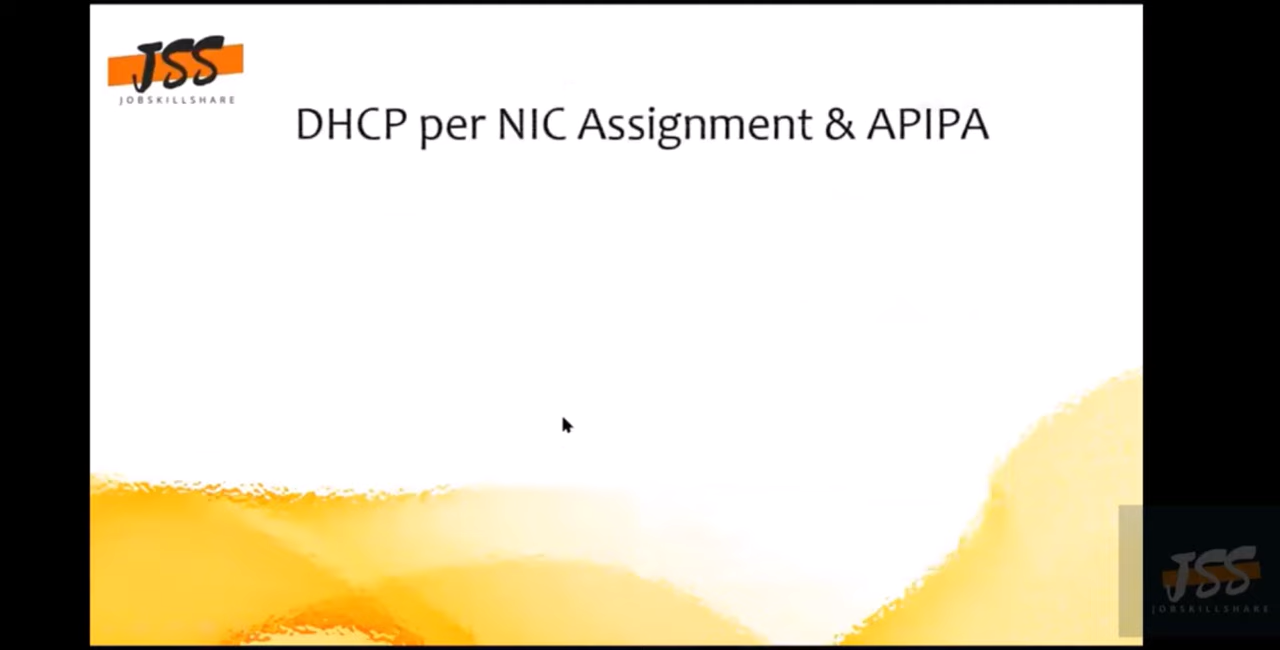 JSS
JOBSKILLSHARE
DHCP per NIC Assignment & APIPA
JSS
JOBSKILLSHARE